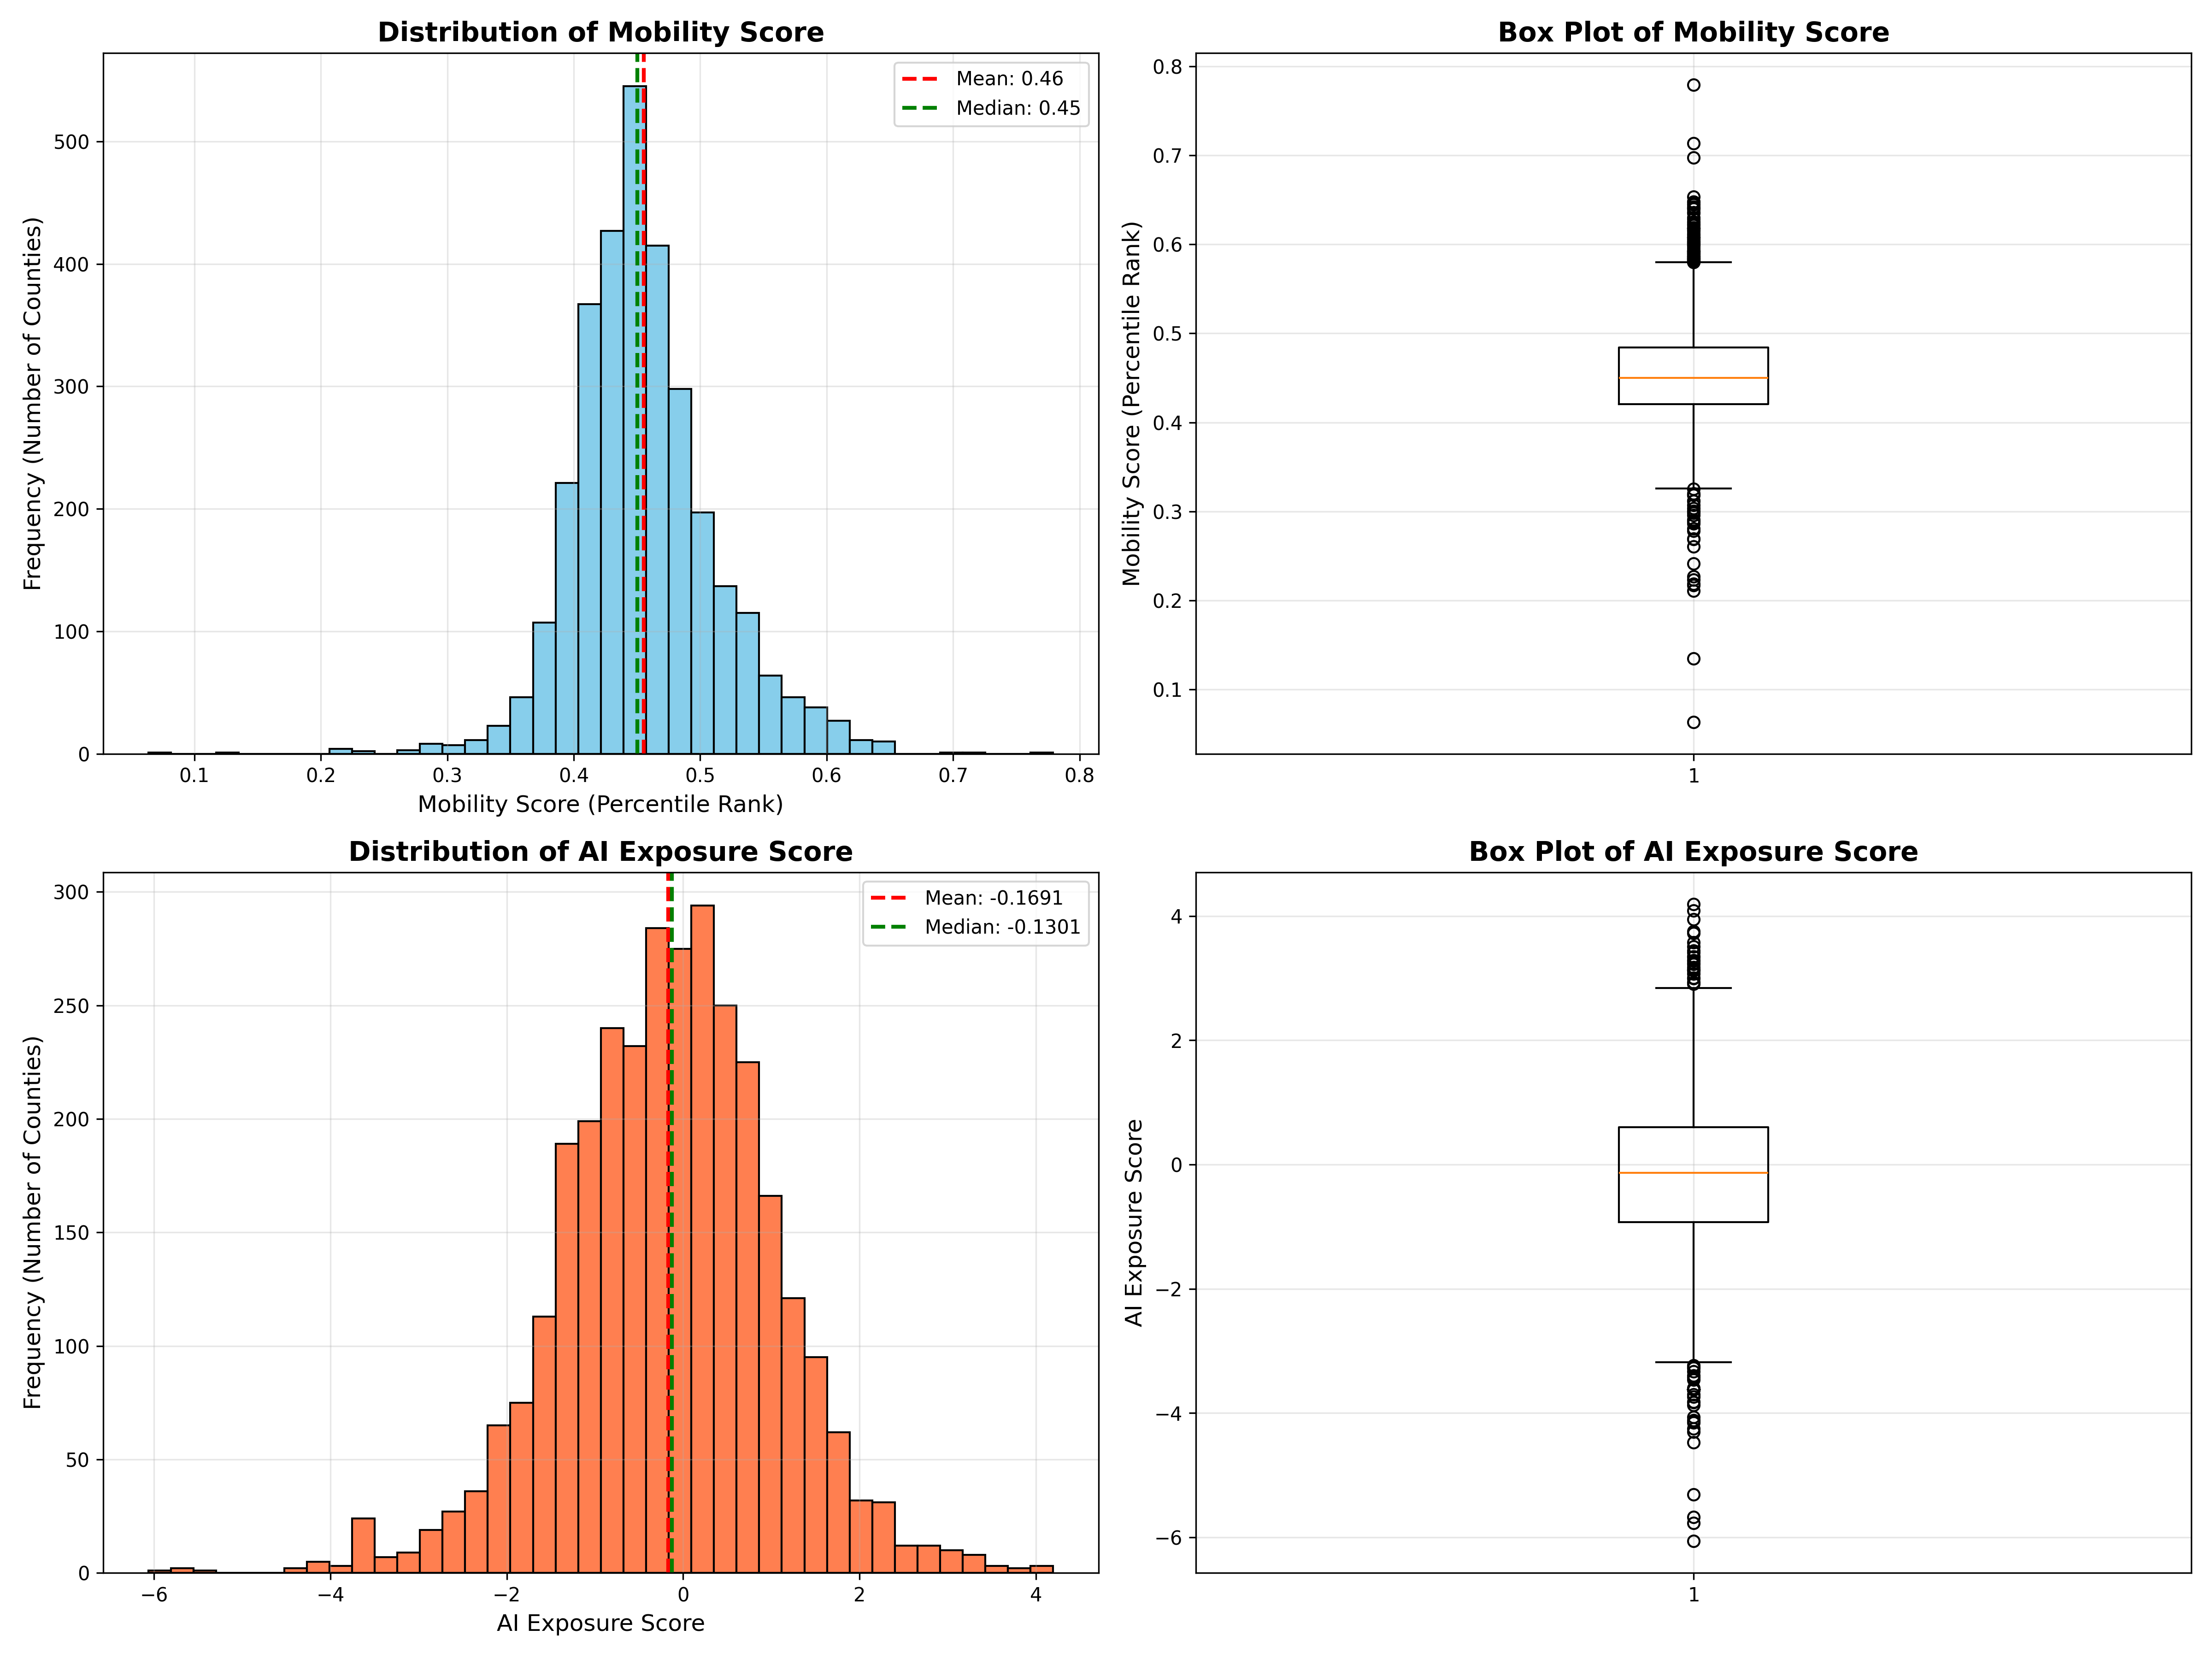 Distribution of Mobility Score
Mean: 0.46
Median: 0.45
Frequency (Number of Counties)
500
400
300
200
100
0
0.1 0.2 0.3 0.4 0.5 0.6 0.7 0.8
Mobility Score (Percentile Rank)
Box Plot of Mobility Score
Mobility Score (Percentile Rank)
0.8
0.7
0.6
0.5
0.4
0.3
0.2
0.1
1
Distribution of AI Exposure Score
Mean: -0.1691
Median: -0.1301
Frequency (Number of Counties)
300
250
200
150
100
50
0
−6 −4 −2 0 2 4
AI Exposure Score
Box Plot of AI Exposure Score
AI Exposure Score
4
2
0
−2
−4
−6
1